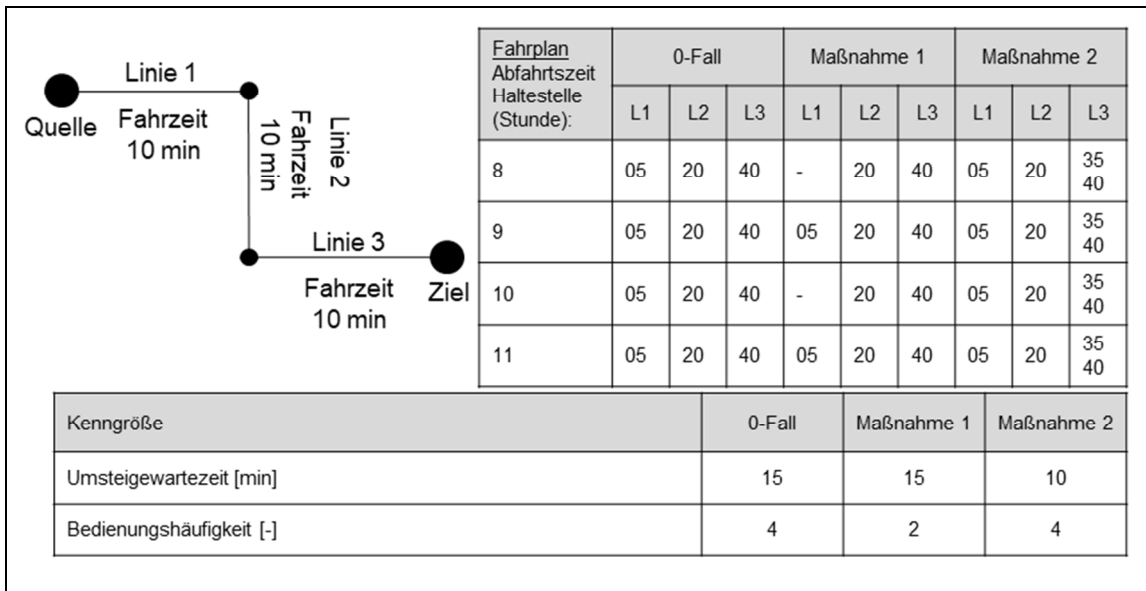 Linie 1
Quelle
Fahrzeit
10 min
Linie 2
Fahrzeit
10 min
Linie 3
Fahrzeit
10 min
Ziel
Fahrplan
Abfahrtszeit
Haltestelle
(Stunde):
0-Fall Maßnahme 1 Maßnahme 2
L1 L2 L3 L1 L2 L3 L1 L2 L3
8 05 20 40 - 20 40 05 20 35
40
9 05 20 40 05 20 40 05 20 35
40
10 05 20 40 - 20 40 05 20 35
40
11 05 20 40 05 20 40 05 20 35
40
Kenngröße 0-Fall Maßnahme 1 Maßnahme 2
Umsteigewartezeit [min] 15 15 10
Bedienungshäufigkeit [-] 4 2 4